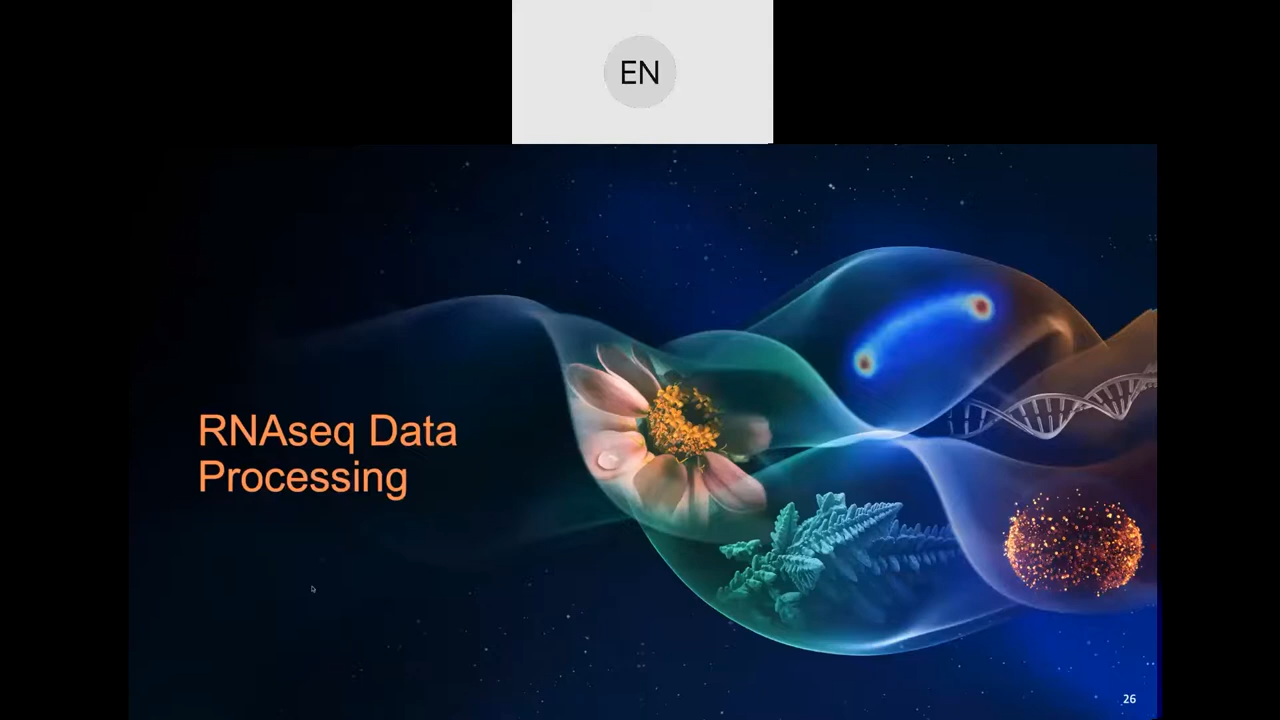 EN
RNAseq Data
Processing
26